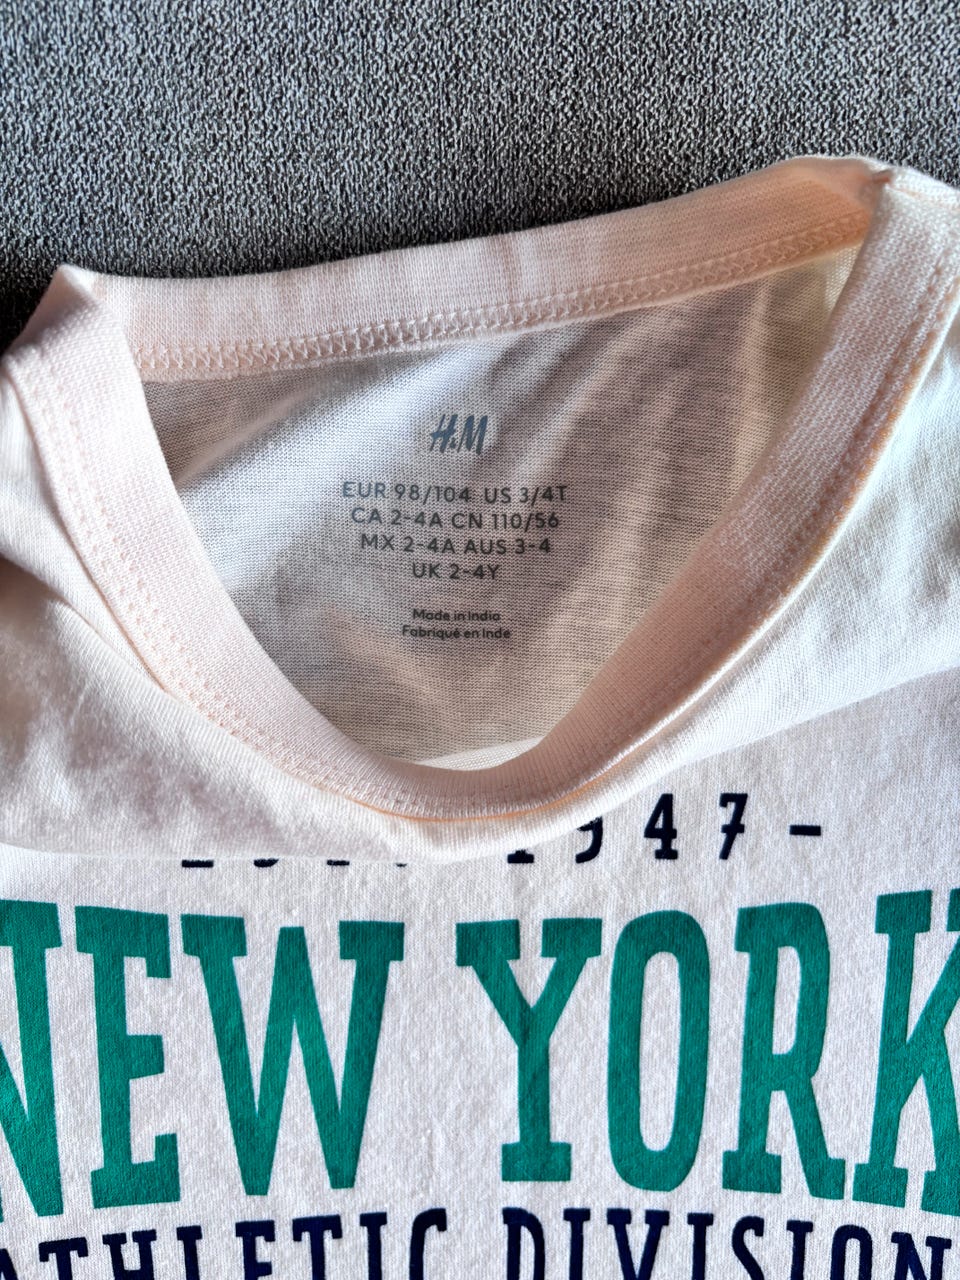 H&M
EUR 98/104 US 3/4T
CA 2-4A CN 110/56
MX 2-4A AUS 3-4
UK 2-4Y
Made in India
Fabriqué en Inde
1947-
NEW YORK
ATHLETIC DIVISION